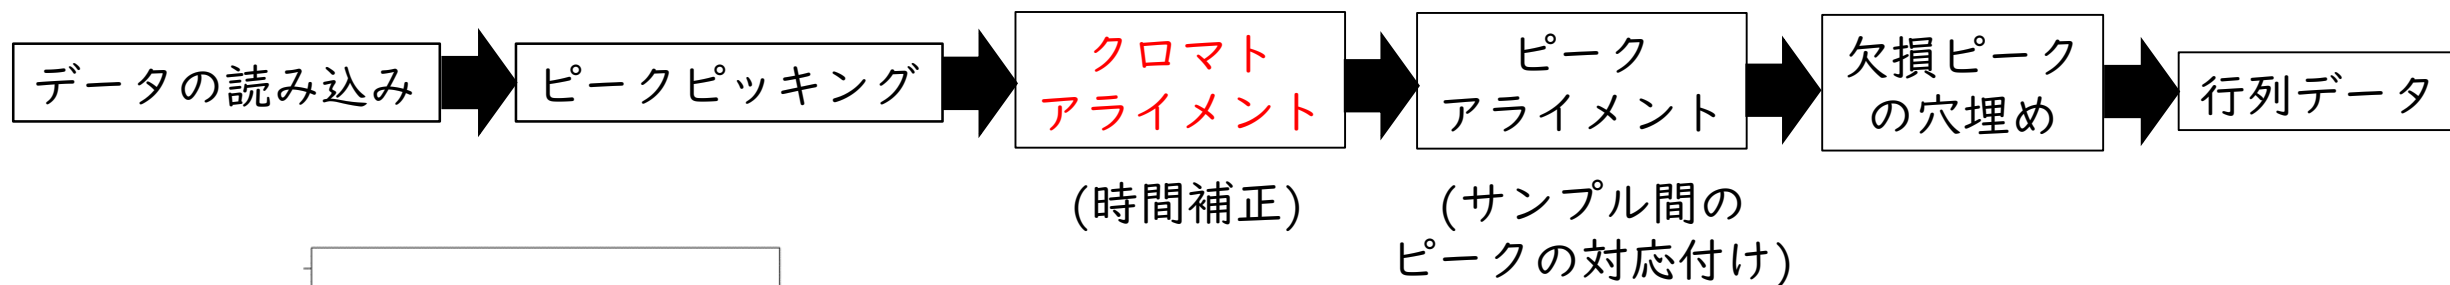 データの読み込み
ピークピッキング
クロマト
アライメント
(時間補正)
ピーク
アライメント
(サンプル間の
ピークの対応付け)
欠損ピーク
の穴埋め
行列データ